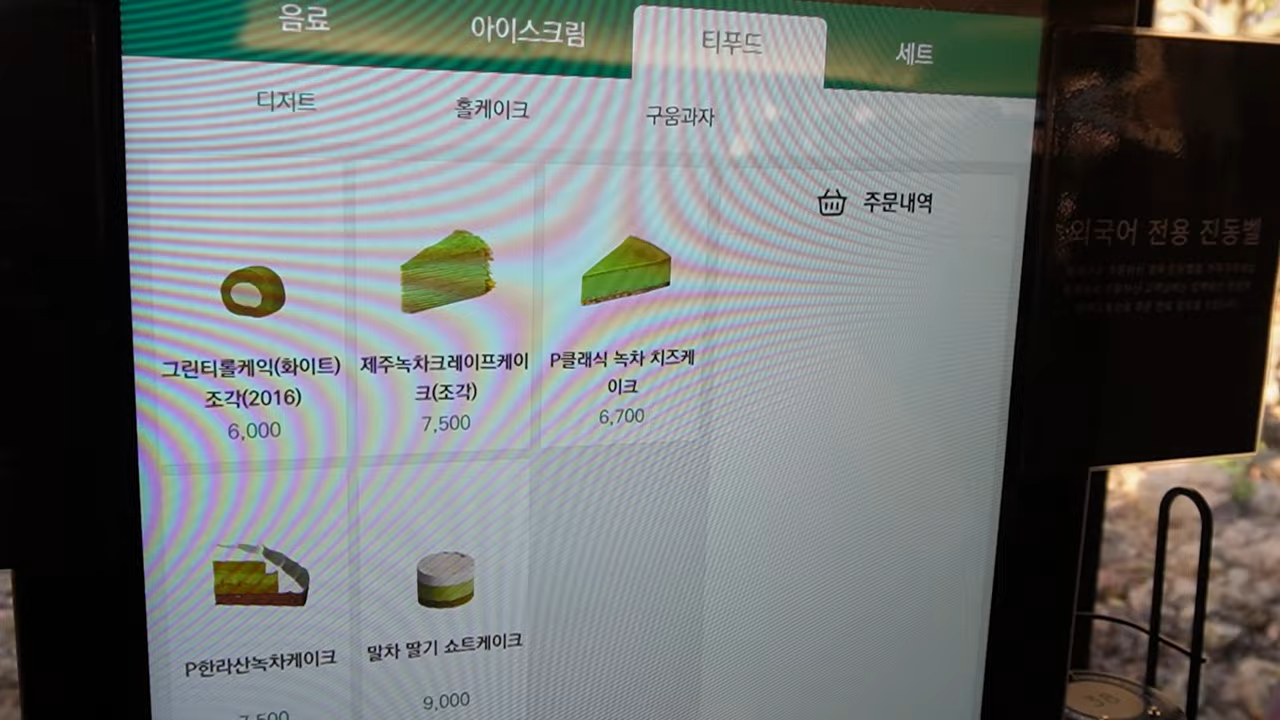 음료
아이스크림
티푸드
세트
디저트
홀케이크
구움과자
주문내역
그린티롤케익(화이트)
조각(2016)
6,000
제주녹차크레이프케이
크(조각)
7,500
P클래식 녹차 치즈케
이크
6,700
P한라산녹차케이크
7,500
말차 딸기 쇼트케이크
9,000
외국어 전용 진동벨